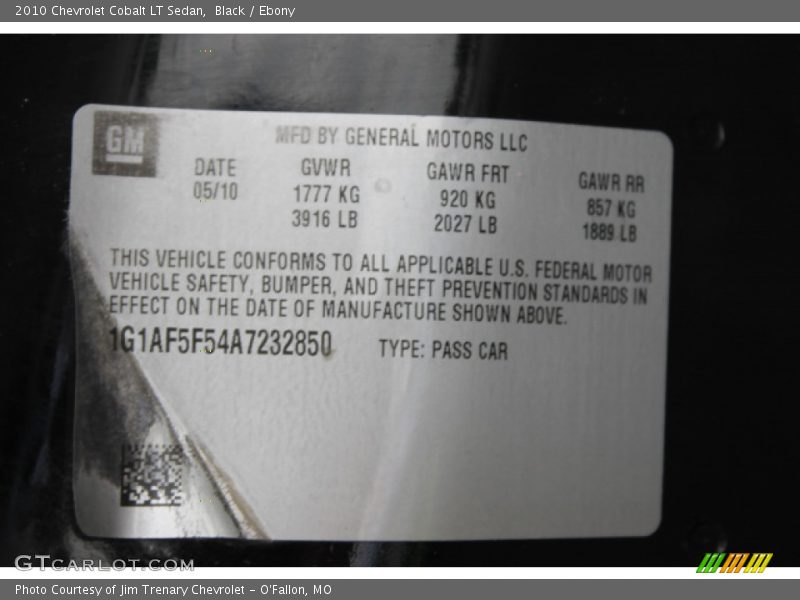 2010 Chevrolet Cobalt LT Sedan, Black / Ebony
GM
MFD BY GENERAL MOTORS LLC
DATE GVWR GAWR FRT GAWR RR
05/10 1777 KG 920 KG 857 KG
3916 LB 2027 LB 1889 LB
THIS VEHICLE CONFORMS TO ALL APPLICABLE U.S. FEDERAL MOTOR
VEHICLE SAFETY, BUMPER, AND THEFT PREVENTION STANDARDS IN
EFFECT ON THE DATE OF MANUFACTURE SHOWN ABOVE.
1G1AF5F54A7232850 TYPE: PASS CAR
GTCARLOT.COM
Photo Courtesy of Jim Trenary Chevrolet - O'Fallon, MO